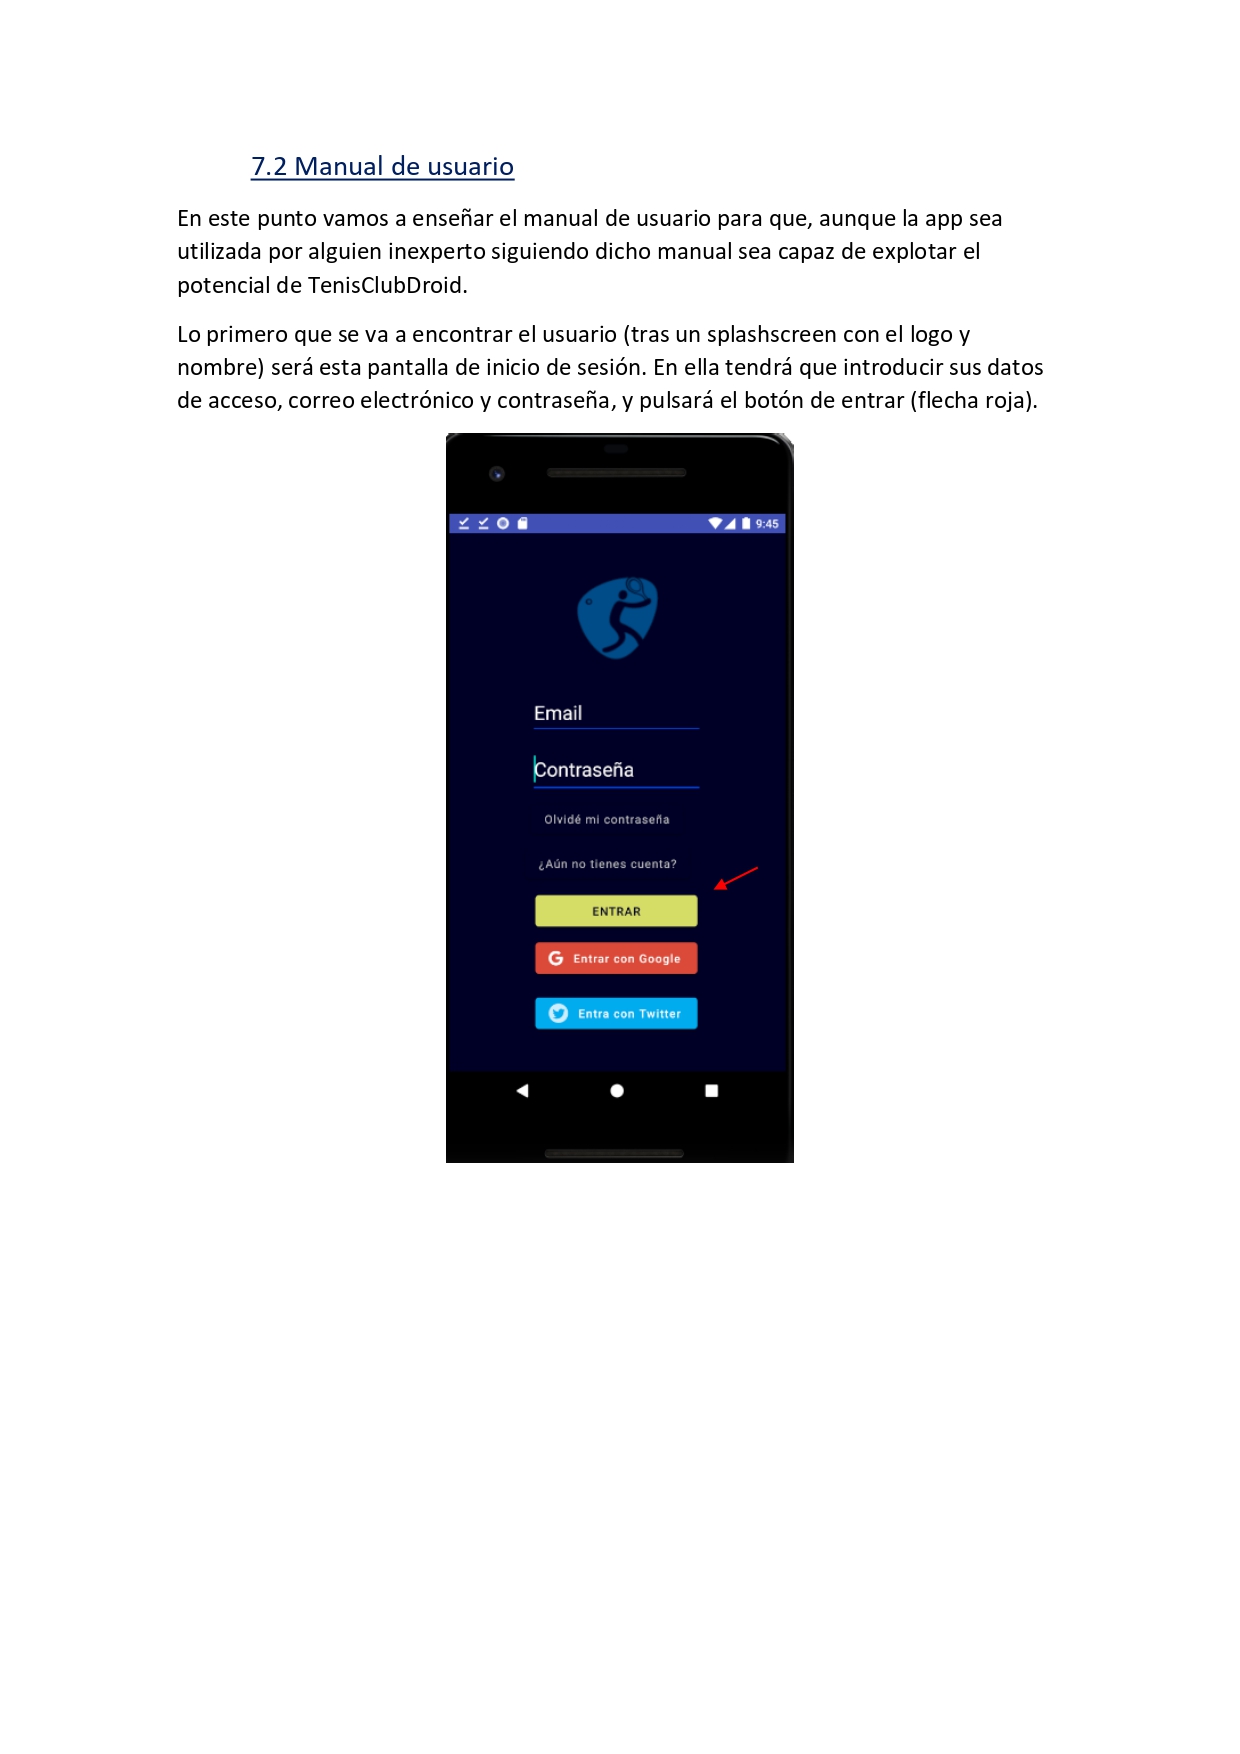 7.2 Manual de usuario
En este punto vamos a enseñar el manual de usuario para que, aunque la app sea
utilizada por alguien inexperto siguiendo dicho manual sea capaz de explotar el
potencial de TenisClubDroid.
Lo primero que se va a encontrar el usuario (tras un splashscreen con el logo y
nombre) será esta pantalla de inicio de sesión. En ella tendrá que introducir sus datos
de acceso, correo electrónico y contraseña, y pulsará el botón de entrar (flecha roja).
9:45
Email
Contraseña
Olvidé mi contraseña
¿Aún no tienes cuenta?
ENTRAR
G Entrar con Google
Entra con Twitter